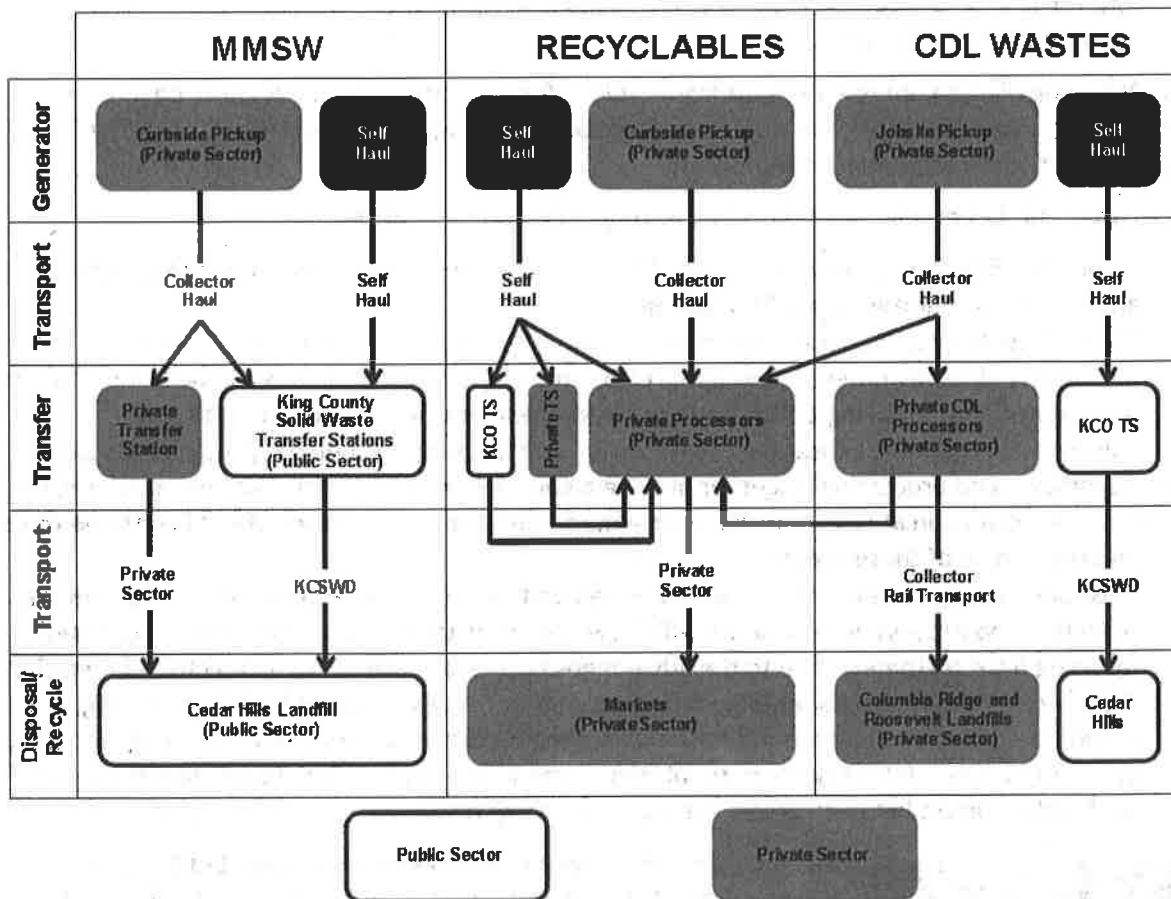 MMSW
RECYCLABLES
CDL WASTES
Generator
Curbside Pickup
(Private Sector)
Self
Haul
Self
Haul
Curbside Pickup
(Private Sector)
Jobsite Pickup
(Private Sector)
Self
Haul
Transport
Collector
Haul
Self
Haul
Self
Haul
Collector
Haul
Collector
Haul
Self
Haul
Transfer
Private
Transfer
Station
King County
Solid Waste
Transfer Stations
(Public Sector)
KCO TS
Private TS
Private Processors
(Private Sector)
Private CDL
Processors
(Private Sector)
KCO TS
Transport
Private
Sector
KCSWD
Private
Sector
Collector
Rail Transport
KCSWD
Disposal/
Recycle
Cedar Hills Landfill
(Public Sector)
Markets
(Private Sector)
Columbia Ridge and
Roosevelt Landfills
(Private Sector)
Cedar
Hills
Public Sector
Private Sector